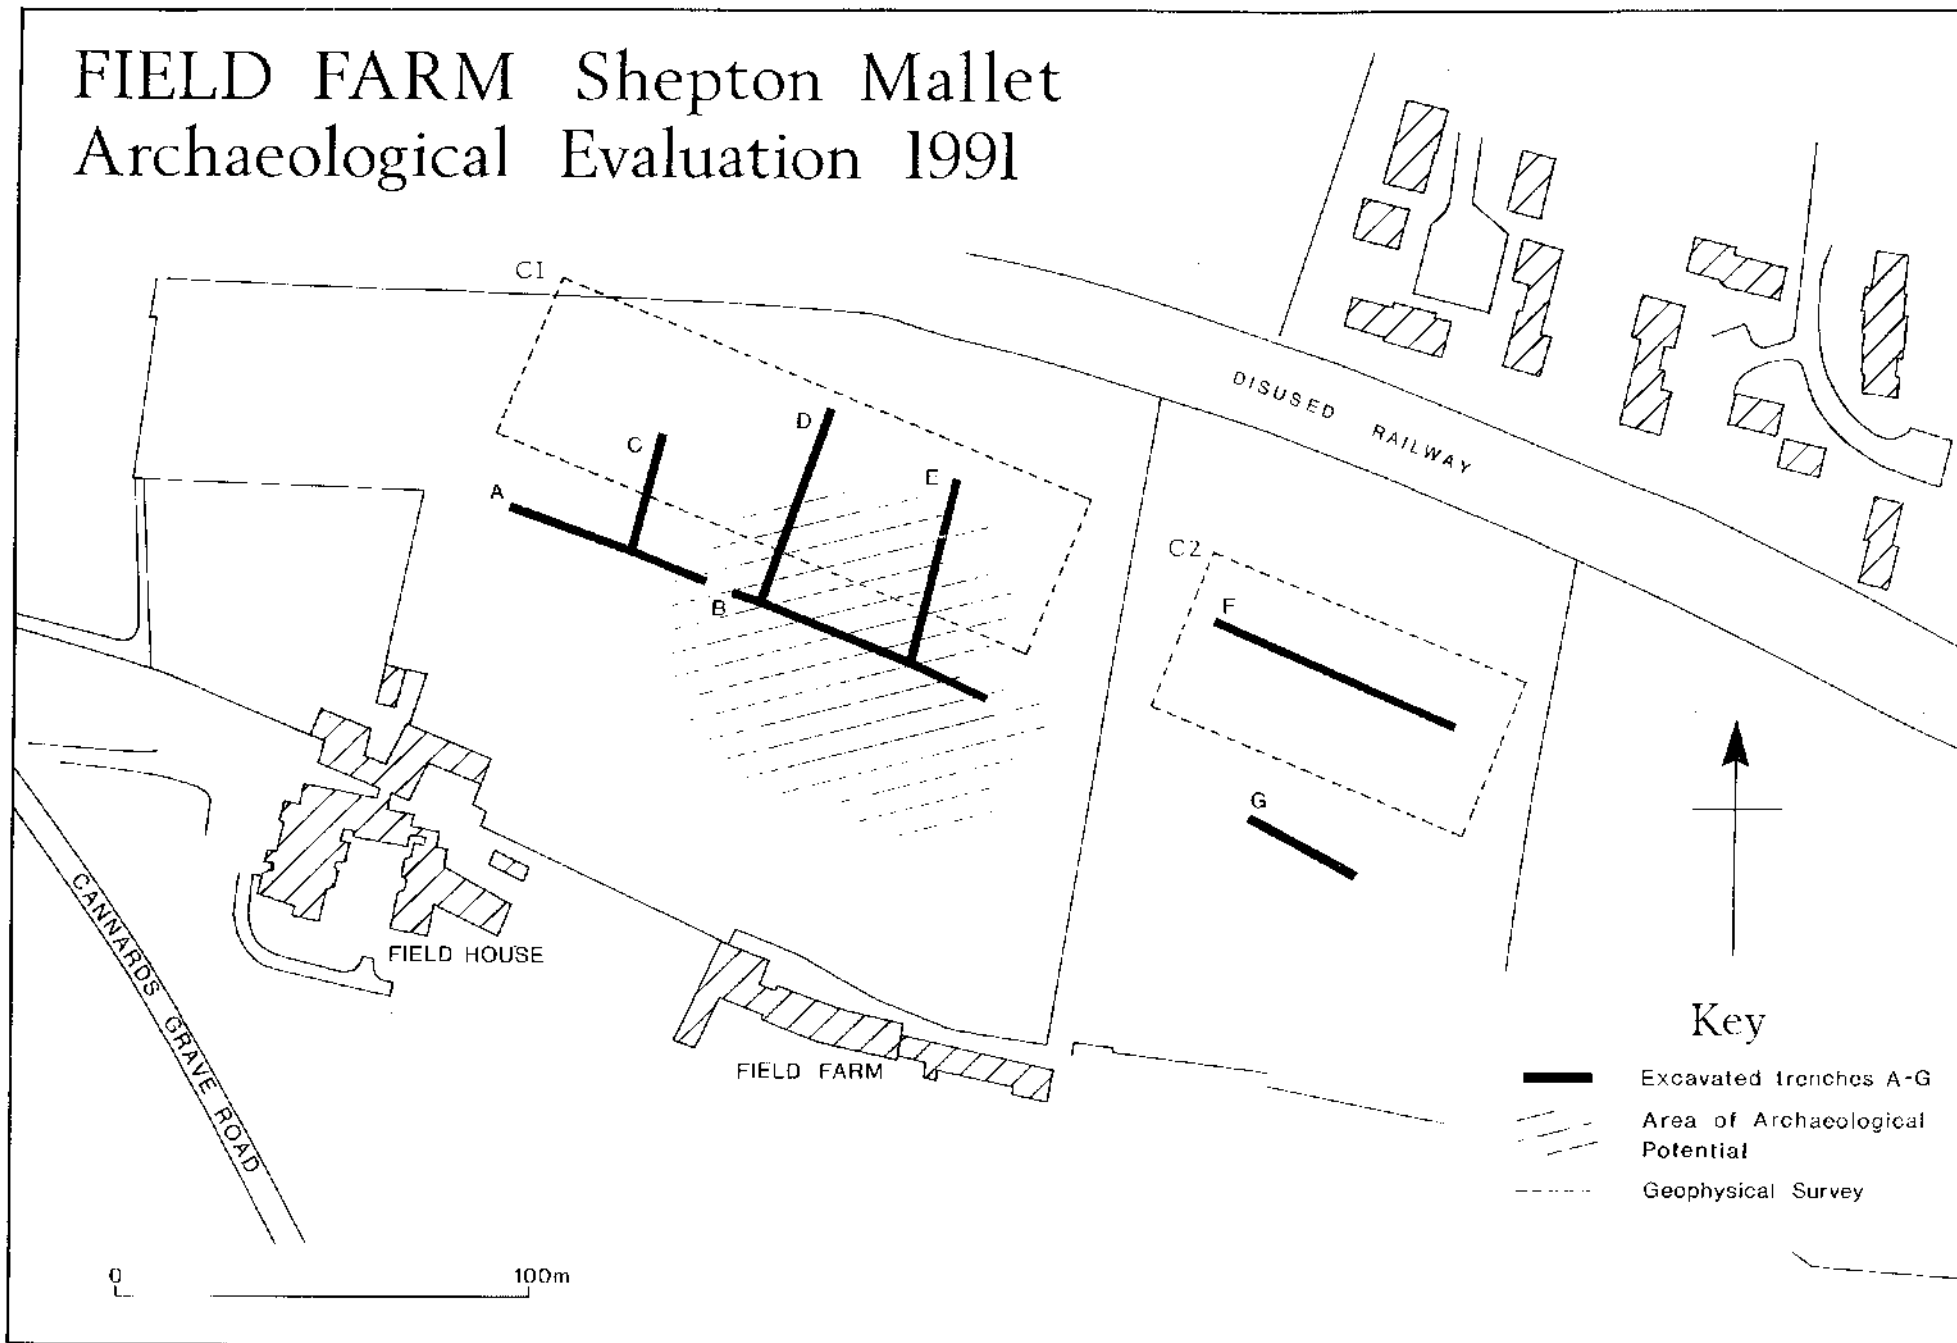 FIELD FARM Shepton Mallet
Archaeological Evaluation 1991
C1
D
C
E
A
B
DISUSED RAILWAY
C2
F
G
FIELD HOUSE
CANNARDS GRAVE ROAD
FIELD FARM
Key
Excavated trenches A-G
Area of Archaeological
Potential
Geophysical Survey
0 100m